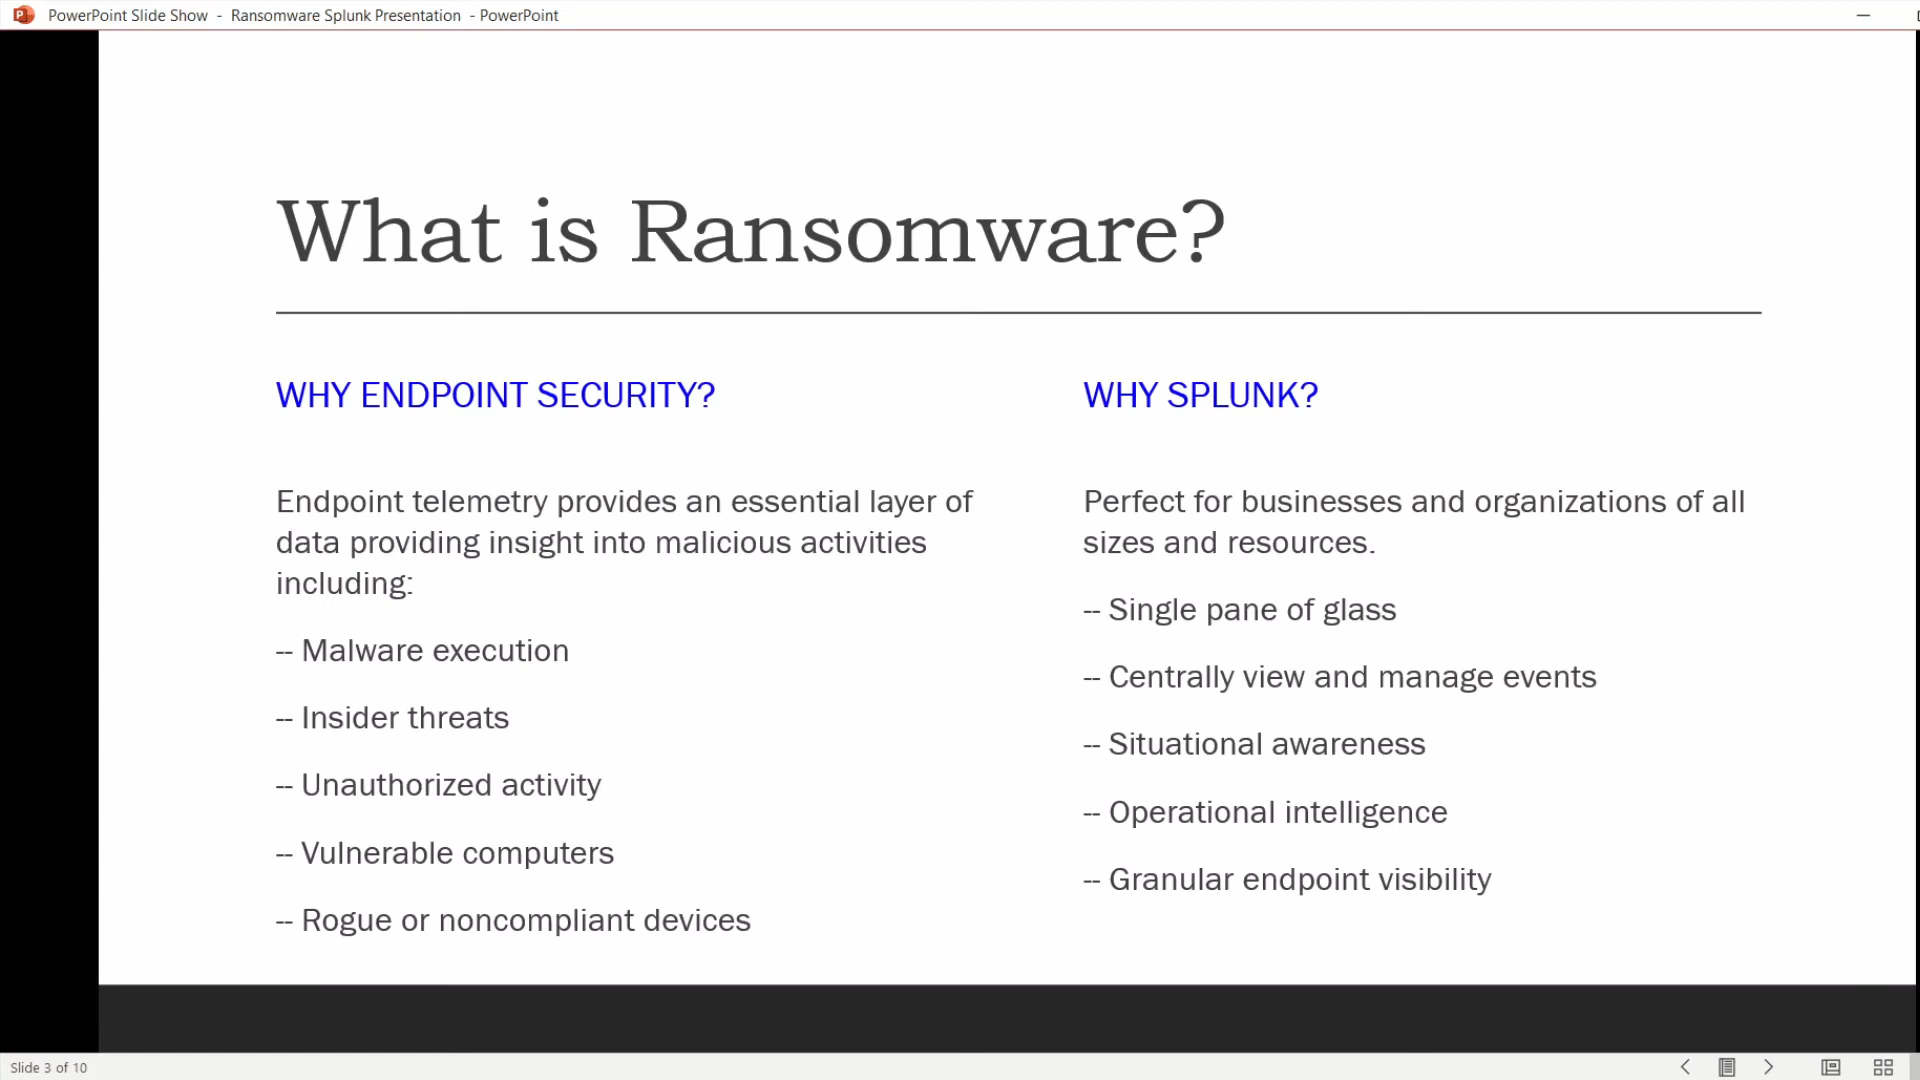 PowerPoint Slide Show - Ransomware Splunk Presentation - PowerPoint
What is Ransomware?
WHY ENDPOINT SECURITY?
Endpoint telemetry provides an essential layer of
data providing insight into malicious activities
including:
-- Malware execution
-- Insider threats
-- Unauthorized activity
-- Vulnerable computers
-- Rogue or noncompliant devices
WHY SPLUNK?
Perfect for businesses and organizations of all
sizes and resources.
-- Single pane of glass
-- Centrally view and manage events
-- Situational awareness
-- Operational intelligence
-- Granular endpoint visibility
Slide 3 of 10